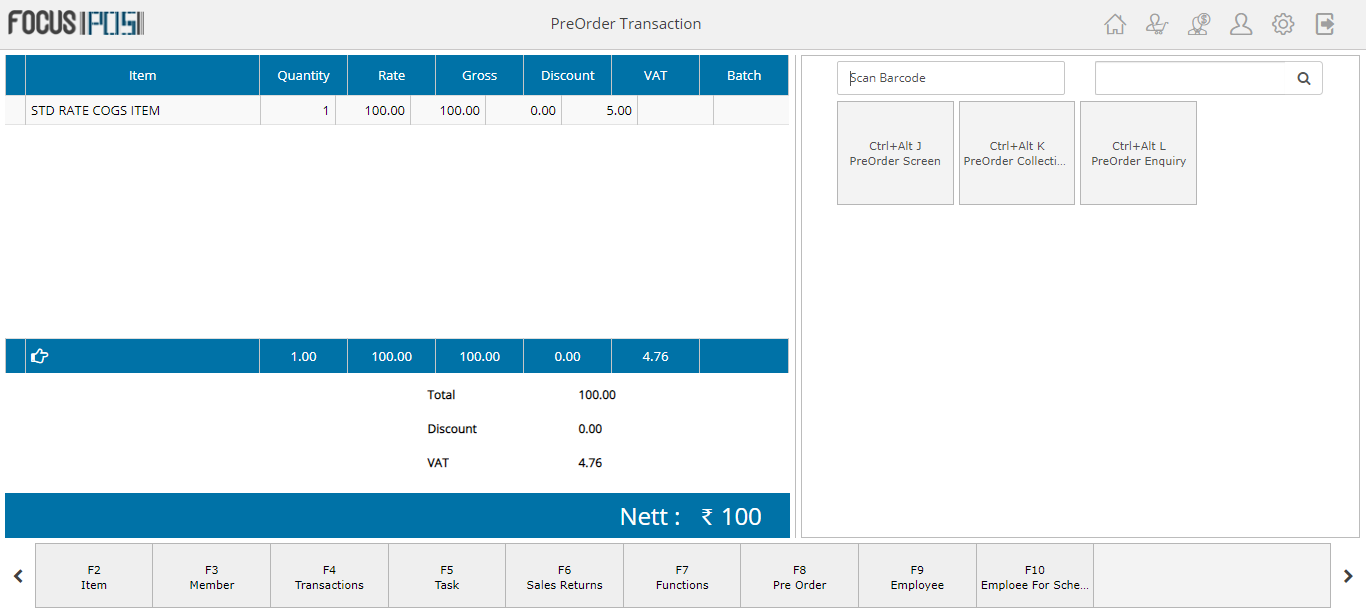 FOCUS POS
PreOrder Transaction
Item Quantity Rate Gross Discount VAT Batch
STD RATE COGS ITEM 1 100.00 100.00 0.00 5.00
1.00 100.00 100.00 0.00 4.76
Total 100.00
Discount 0.00
VAT 4.76
Nett : ₹ 100
Scan Barcode
Ctrl+Alt J
PreOrder Screen
Ctrl+Alt K
PreOrder Collecti...
Ctrl+Alt L
PreOrder Enquiry
F2
Item
F3
Member
F4
Transactions
F5
Task
F6
Sales Returns
F7
Functions
F8
Pre Order
F9
Employee
F10
Emploee For Sche...